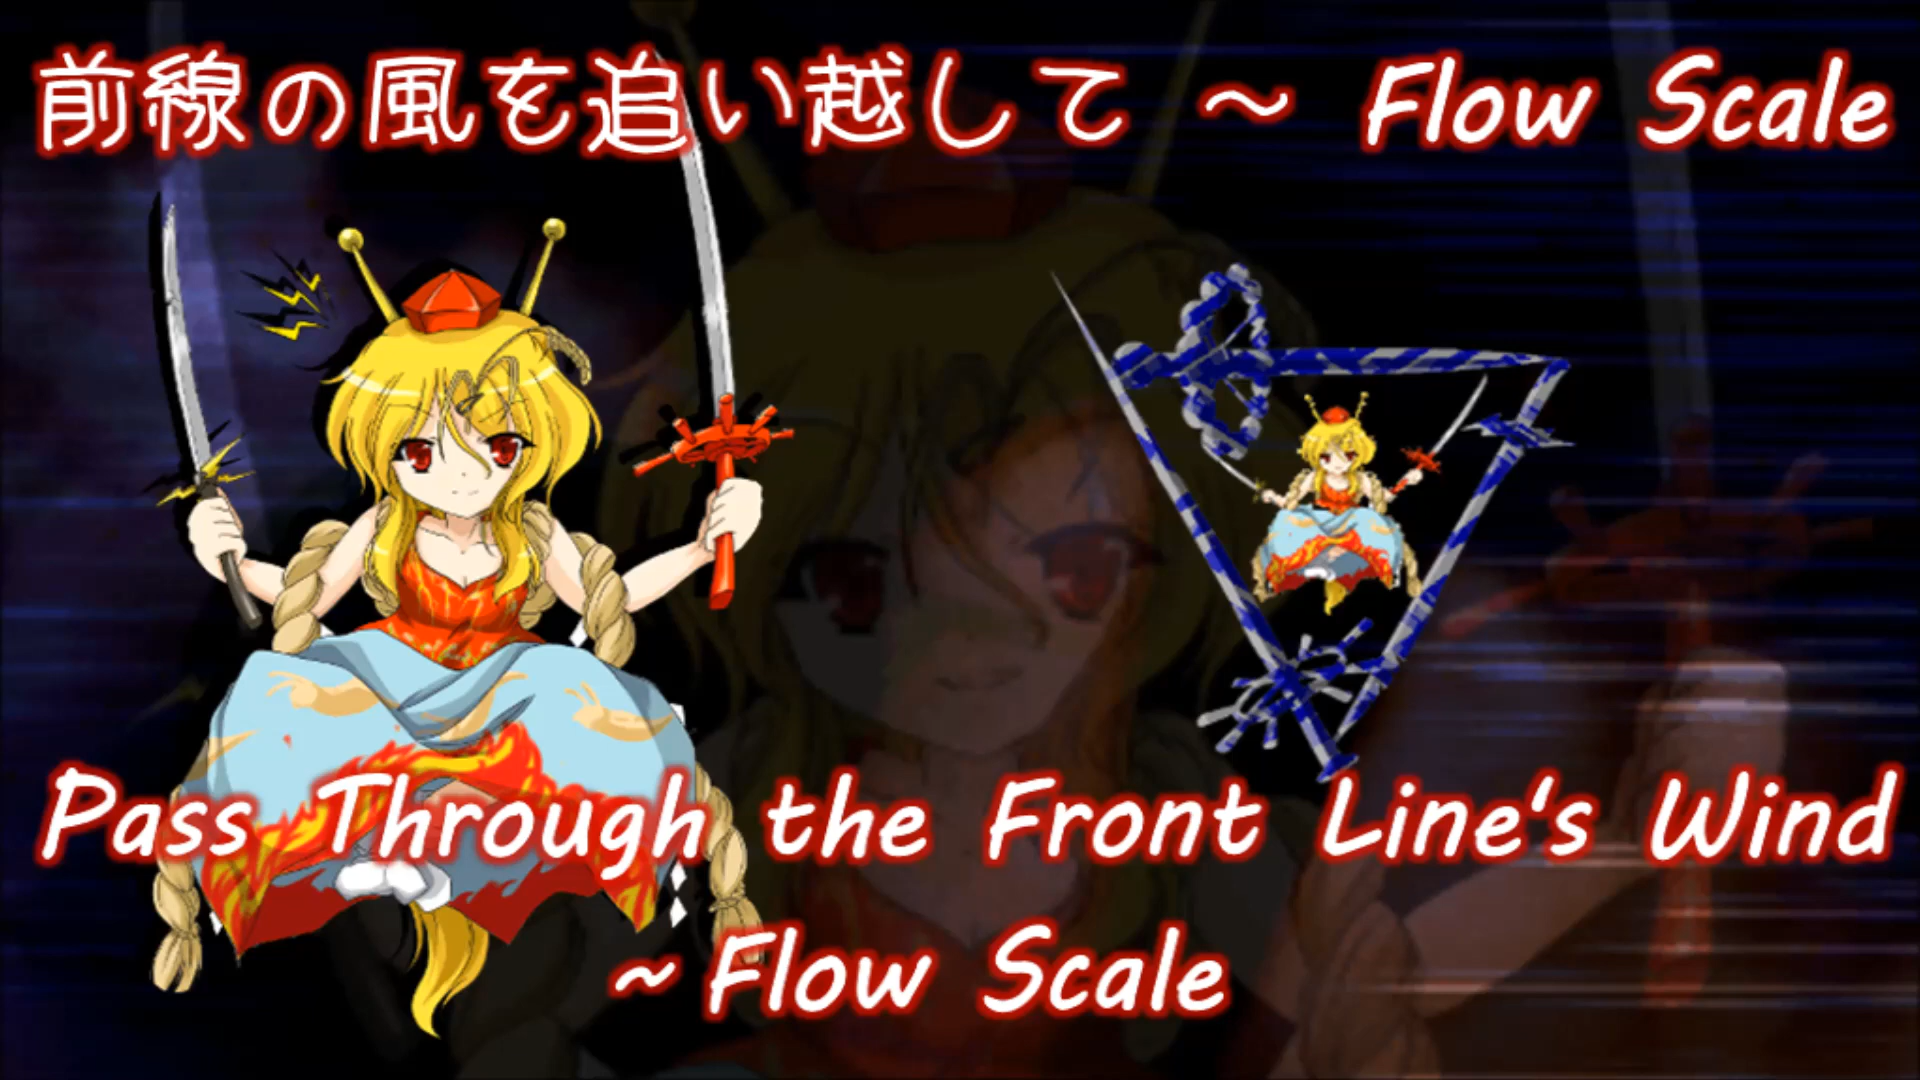 前線の風を追い越して ～ Flow Scale
Pass Through the Front Line's Wind
~ Flow Scale